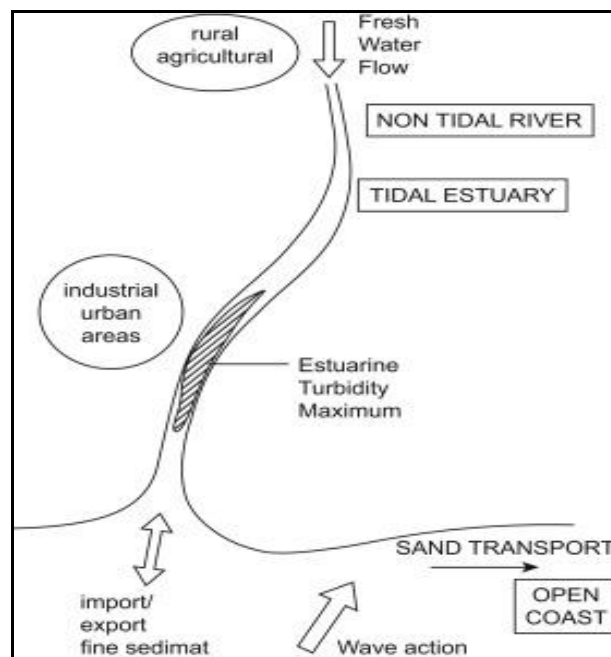 rural
agricultural
Fresh
Water
Flow
NON TIDAL RIVER
TIDAL ESTUARY
industrial
urban
areas
Estuarine
Turbidity
Maximum
SAND TRANSPORT
OPEN
COAST
import/
export
fine sedimat
Wave action